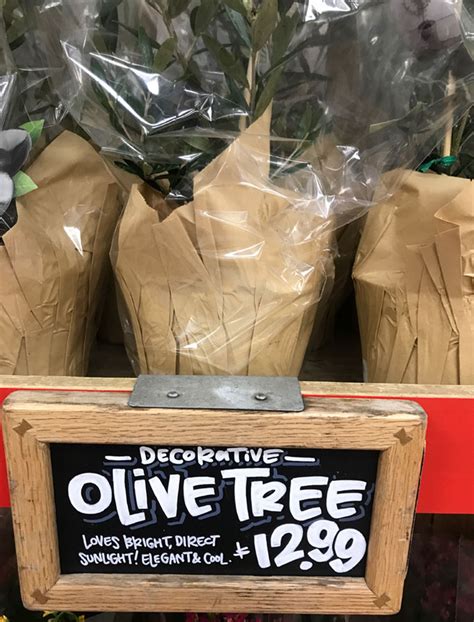 — DECORATIVE —
OLIVE TREE
LOVES BRIGHT, DIRECT
SUNLIGHT! ELEGANT & COOL. $12.99